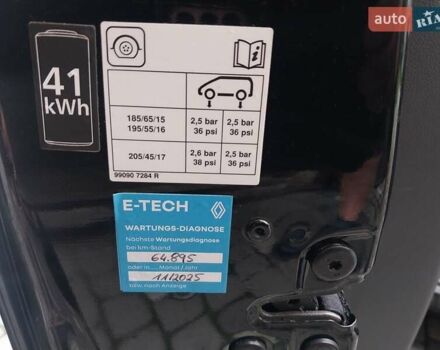 auto RIA
41
kWh
185/65/15 2,5 bar 2,5 bar
195/55/16 36 psi 36 psi
205/45/17 2,6 bar 2,5 bar
38 psi 36 psi
99090 7284 R
E-TECH
WARTUNGS-DIAGNOSE
Nächste Wartungsdiagnose
bei km-Stand
64.895
oder in.... Monat / Jahr
11/2025
bzw. nach Anzeige